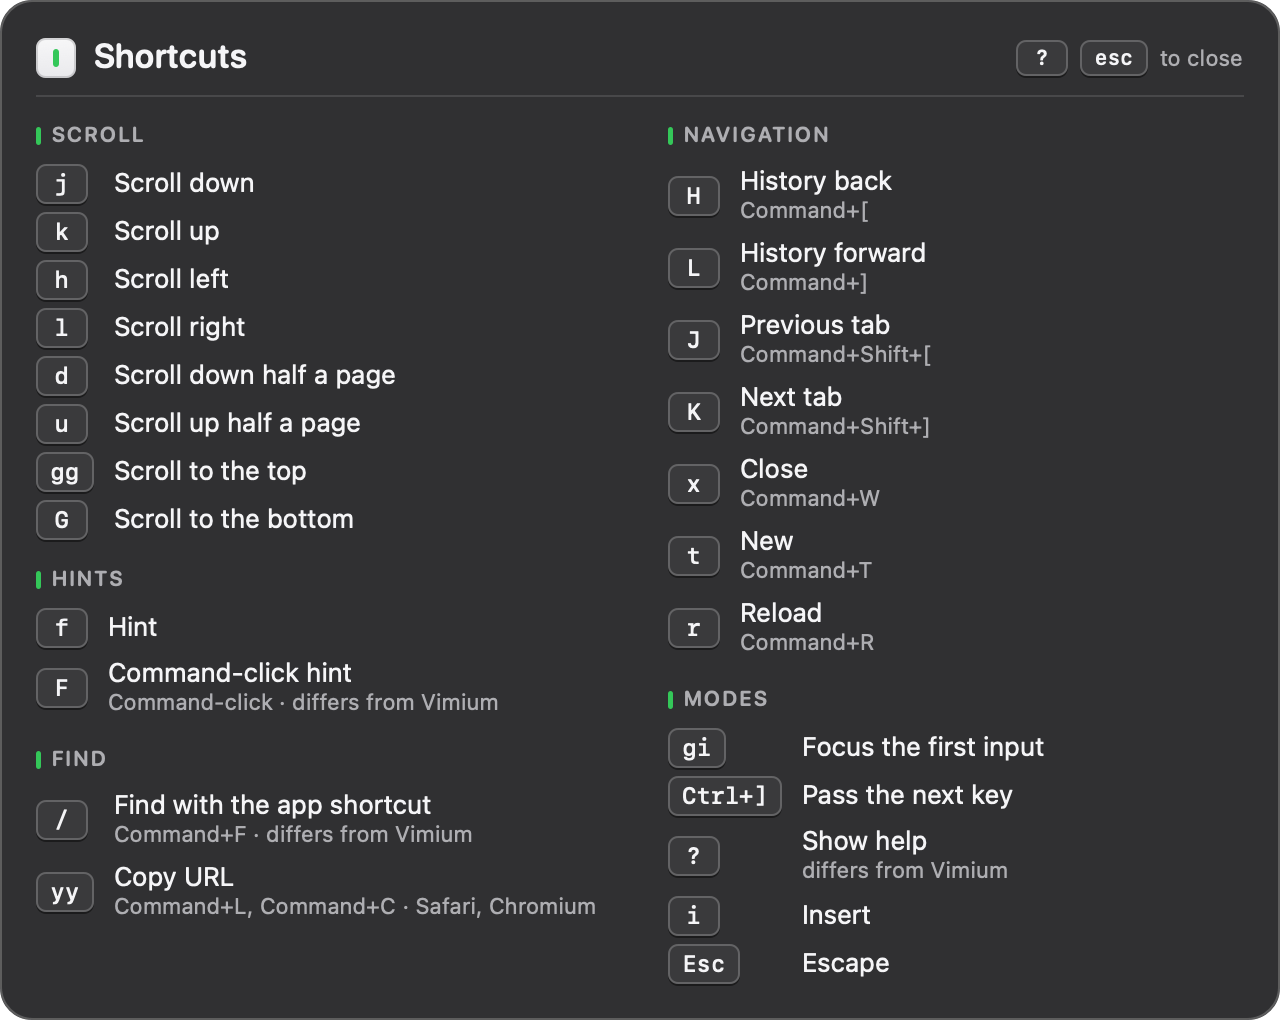 Shortcuts
? esc to close
SCROLL
j Scroll down
k Scroll up
h Scroll left
l Scroll right
d Scroll down half a page
u Scroll up half a page
gg Scroll to the top
G Scroll to the bottom
HINTS
f Hint
F Command-click hint
Command-click · differs from Vimium
FIND
/ Find with the app shortcut
Command+F · differs from Vimium
yy Copy URL
Command+L, Command+C · Safari, Chromium
NAVIGATION
H History back
Command+[
L History forward
Command+]
J Previous tab
Command+Shift+[
K Next tab
Command+Shift+]
x Close
Command+W
t New
Command+T
r Reload
Command+R
MODES
gi Focus the first input
Ctrl+] Pass the next key
? Show help
differs from Vimium
i Insert
Esc Escape